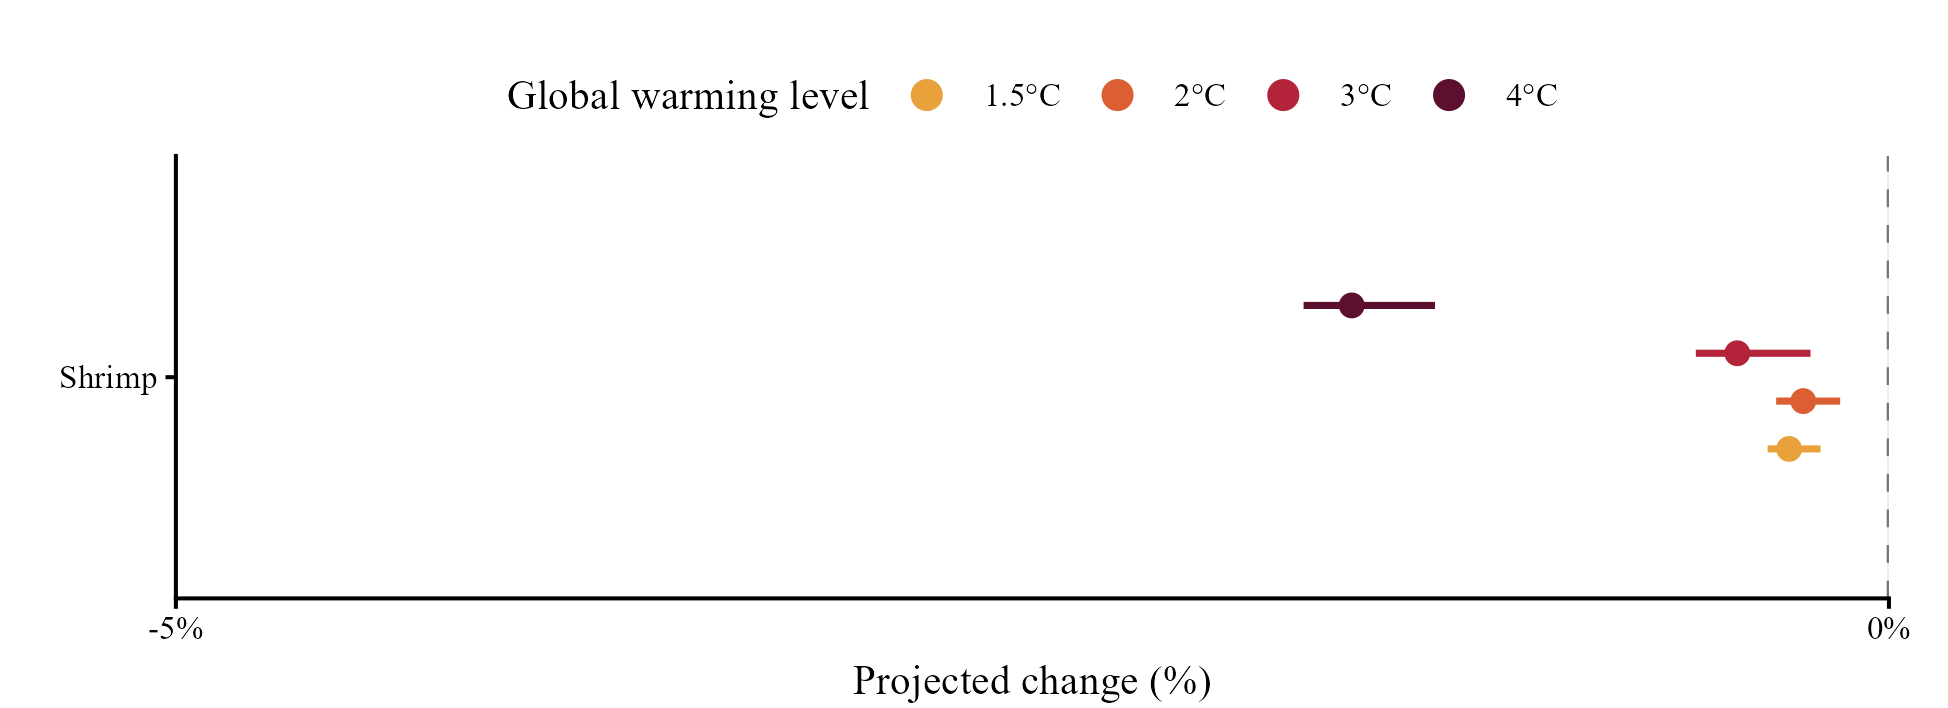 Global warming level 1.5°C 2°C 3°C 4°C
Shrimp
-5% 0%
Projected change (%)